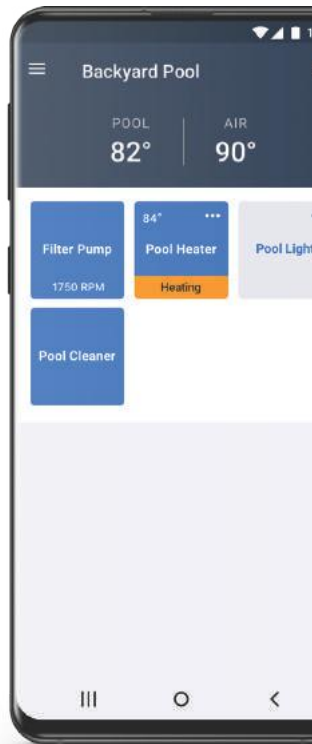 Backyard Pool
POOL AIR
82° 90°
84°
Filter Pump Pool Heater Pool Light
1750 RPM Heating
Pool Cleaner